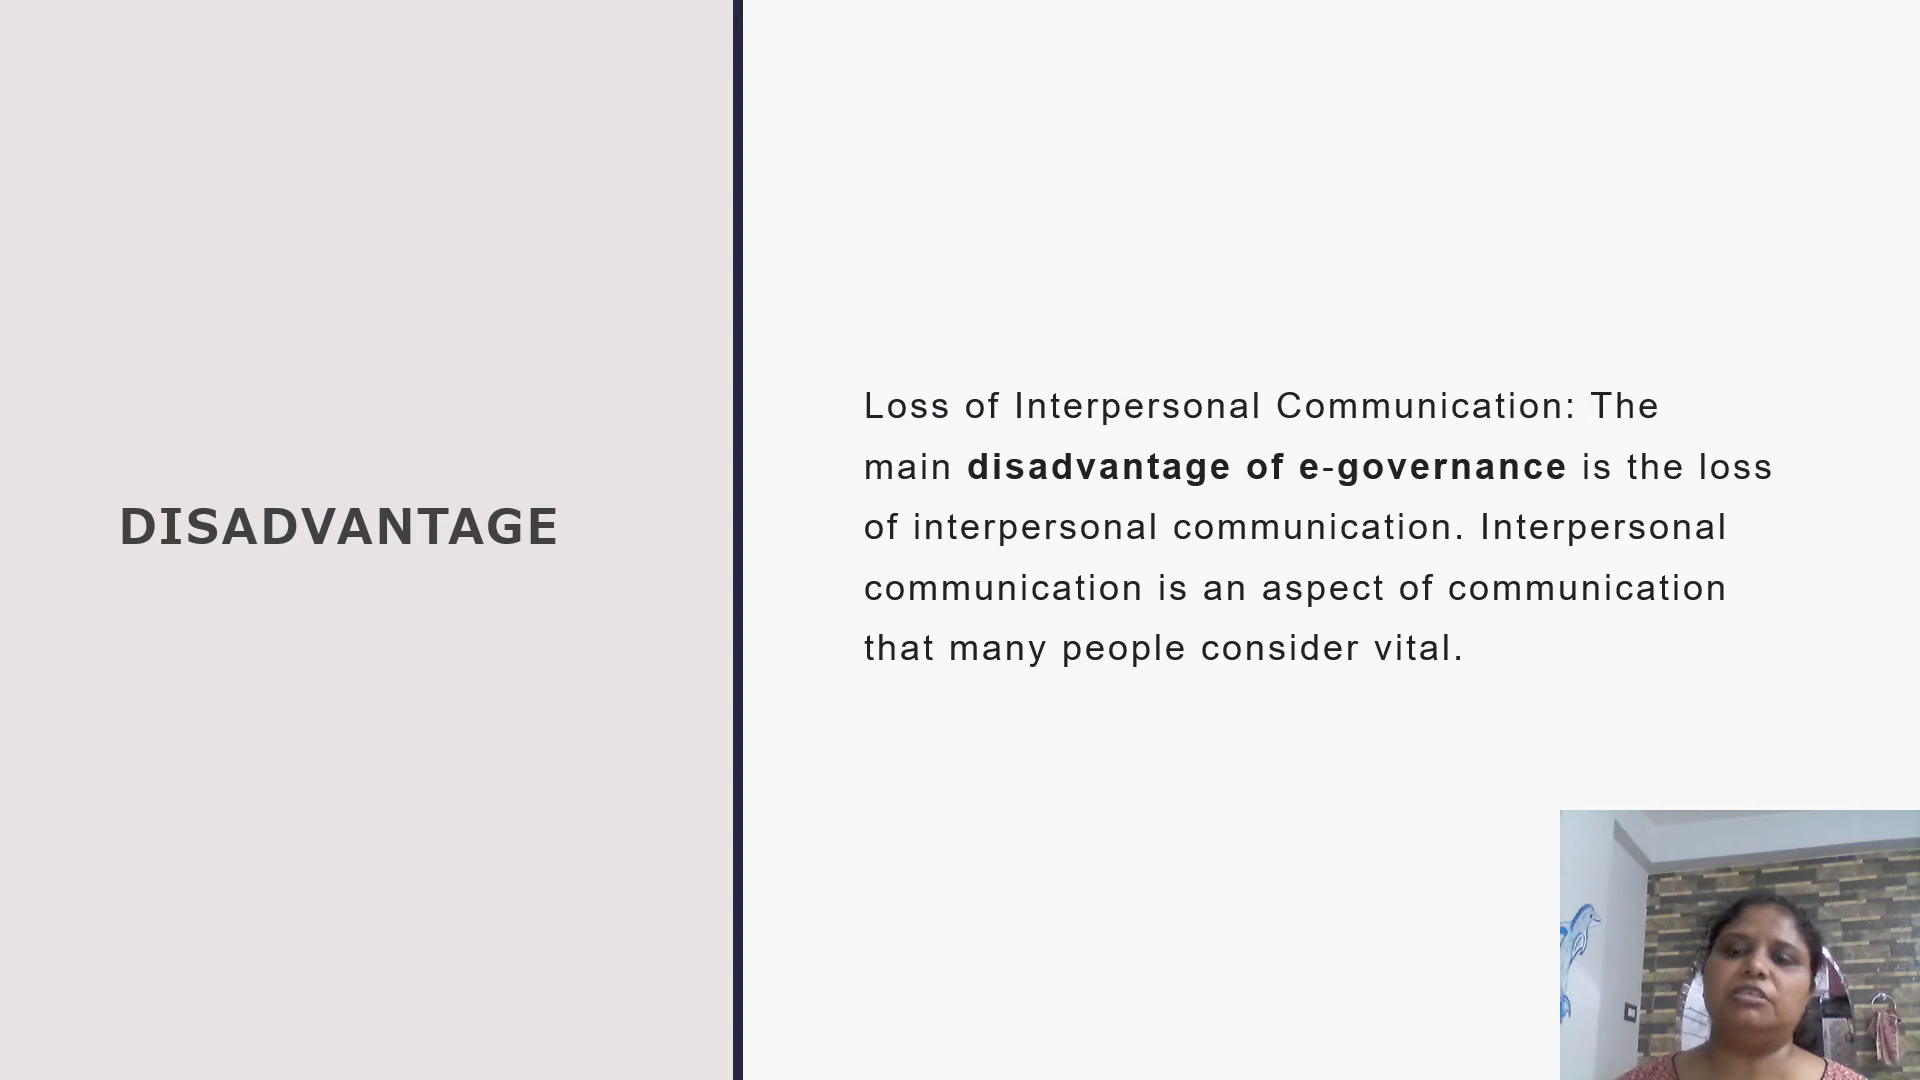 DISADVANTAGE
Loss of Interpersonal Communication: The
main disadvantage of e-governance is the loss
of interpersonal communication. Interpersonal
communication is an aspect of communication
that many people consider vital.